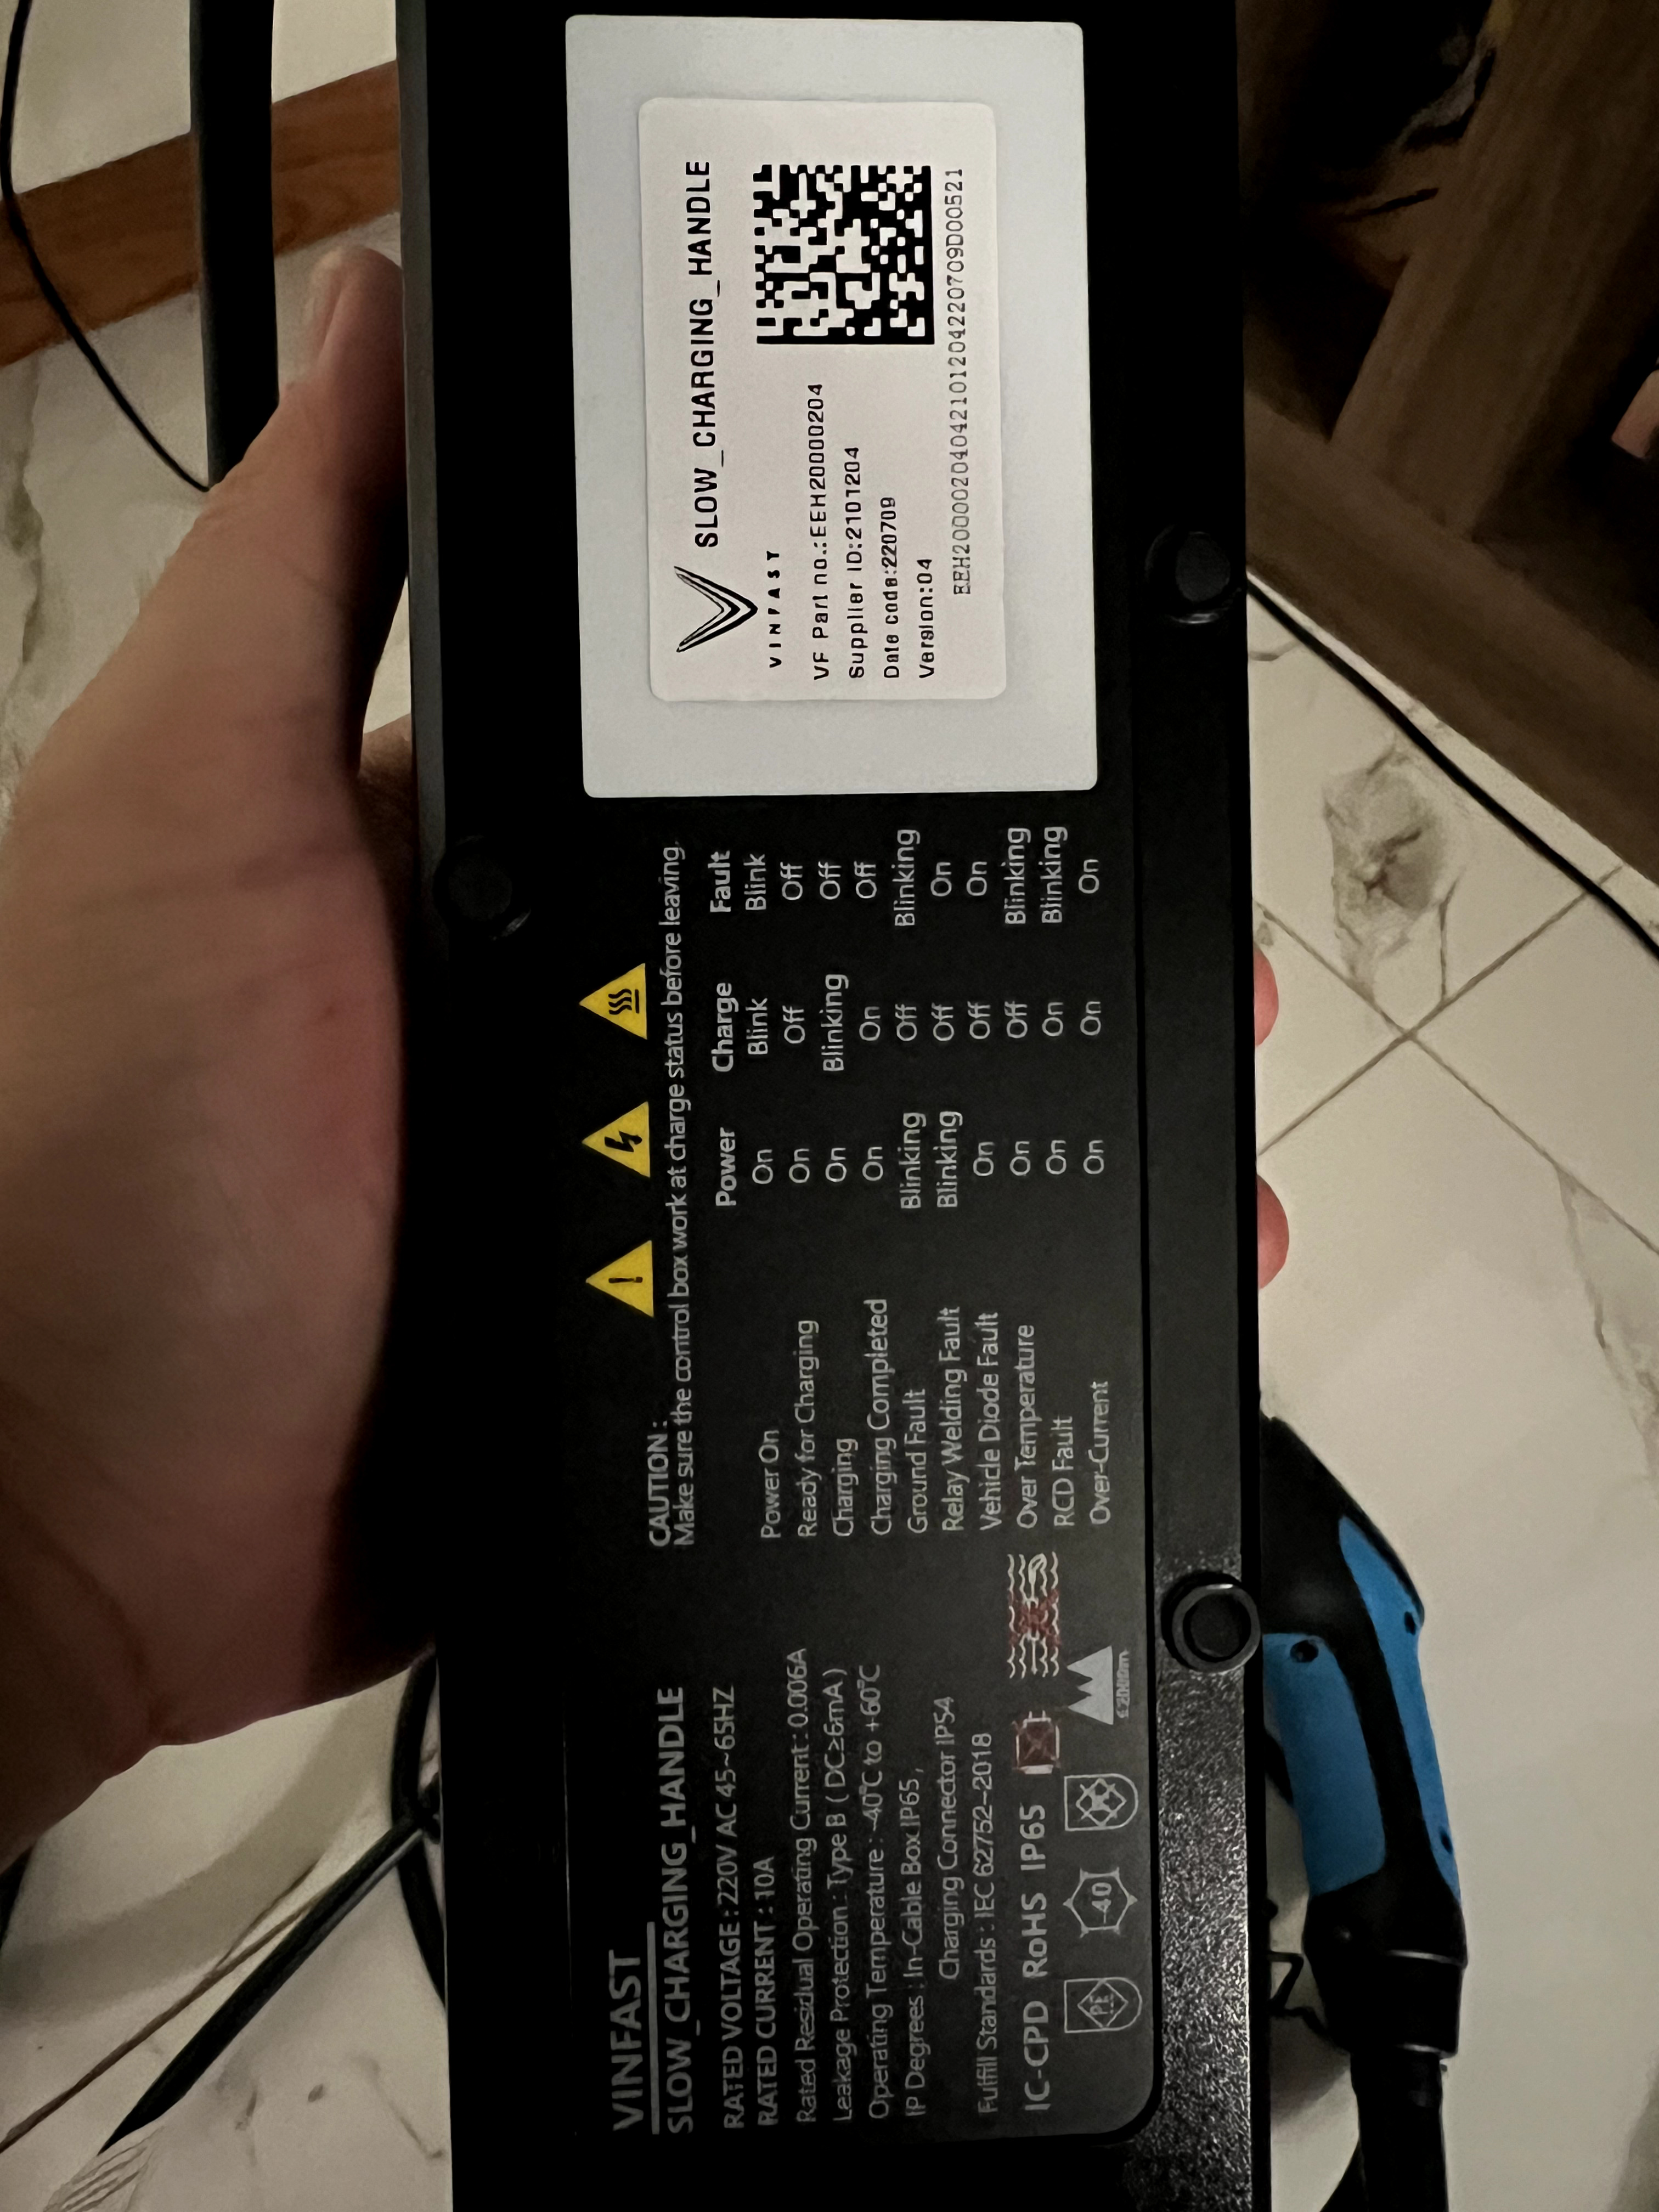 VINFAST
SLOW_CHARGING_HANDLE
RATED VOLTAGE : 220V AC 45~65HZ
RATED CURRENT : 10A
Rated Residual Operating Current : 0.006A
Leakage Protection : Type B ( DC≥6mA )
Operating Temperature : -40℃ to +60℃
IP Degrees : In-Cable Box IP65 ,
Charging Connector IP54
Fulfill Standards : IEC 62752-2018
IC-CPD RoHS IP65
PE
-40
≤2000m
CAUTION :
Make sure the control box work at charge status before leaving.
Power Charge Fault
Power On On Blink Blink
Ready for Charging On Off Off
Charging On Blinking Off
Charging Completed On On Off
Ground Fault Blinking Off Blinking
Relay Welding Fault Blinking Off On
Vehicle Diode Fault On Off On
Over Temperature On Off Blinking
RCD Fault On On Blinking
Over-Current On On On
SLOW_CHARGING_HANDLE
VINFAST
VF Part no.:EEH20000204
Supplier ID:2101204
Date code:220709
Version:04
EEH20000204042101204220709D00521